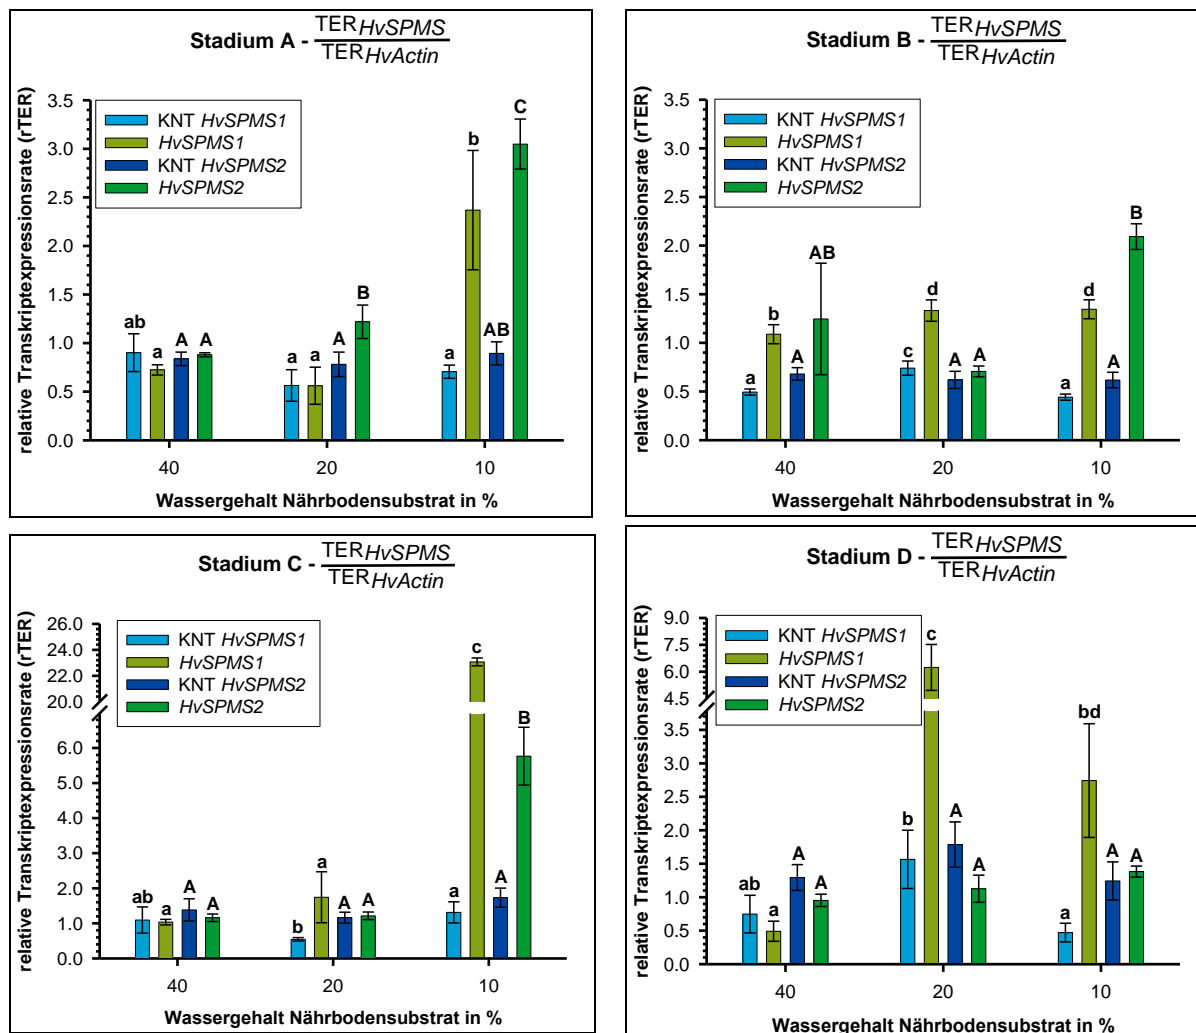 Stadium A - TER HvSPMS
TER HvActin
relative Transkriptexpressionsrate (rTER)
3.5
3.0
2.5
2.0
1.5
1.0
0.5
0.0
KNT HvSPMS1
HvSPMS1
KNT HvSPMS2
HvSPMS2
ab a A A
a a A B
a b AB C
40 20 10
Wassergehalt Nährbodensubstrat in %
Stadium B - TER HvSPMS
TER HvActin
relative Transkriptexpressionsrate (rTER)
3.5
3.0
2.5
2.0
1.5
1.0
0.5
0.0
KNT HvSPMS1
HvSPMS1
KNT HvSPMS2
HvSPMS2
a b A AB
c d A A
a d A B
40 20 10
Wassergehalt Nährbodensubstrat in %
Stadium C - TER HvSPMS
TER HvActin
relative Transkriptexpressionsrate (rTER)
26.0
24.0
22.0
20.0
6.0
5.0
4.0
3.0
2.0
1.0
0.0
KNT HvSPMS1
HvSPMS1
KNT HvSPMS2
HvSPMS2
ab a A A
b a A A
a c A B
40 20 10
Wassergehalt Nährbodensubstrat in %
Stadium D - TER HvSPMS
TER HvActin
relative Transkriptexpressionsrate (rTER)
9.0
7.5
6.0
4.5
3.5
3.0
2.5
2.0
1.5
1.0
0.5
0.0
KNT HvSPMS1
HvSPMS1
KNT HvSPMS2
HvSPMS2
ab a A A
b c A A
a bd A A
40 20 10
Wassergehalt Nährbodensubstrat in %